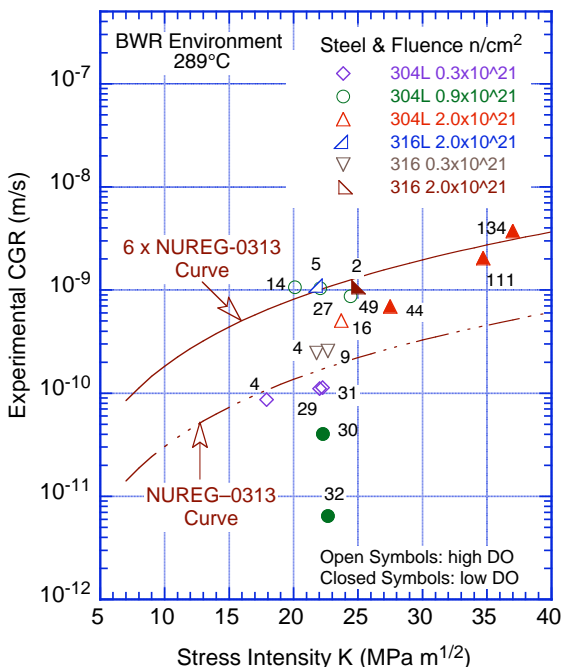 BWR Environment
289°C
Steel & Fluence n/cm²
304L 0.3x10^21
304L 0.9x10^21
304L 2.0x10^21
316L 2.0x10^21
316 0.3x10^21
316 2.0x10^21
10⁻⁷
10⁻⁸
10⁻⁹
10⁻¹⁰
10⁻¹¹
10⁻¹²
Experimental CGR (m/s)
6 x NUREG-0313
Curve
134
111
5
2
14
27
49
44
16
4
9
4
31
29
30
32
NUREG–0313
Curve
Open Symbols: high DO
Closed Symbols: low DO
5 10 15 20 25 30 35 40
Stress Intensity K (MPa m¹/²)